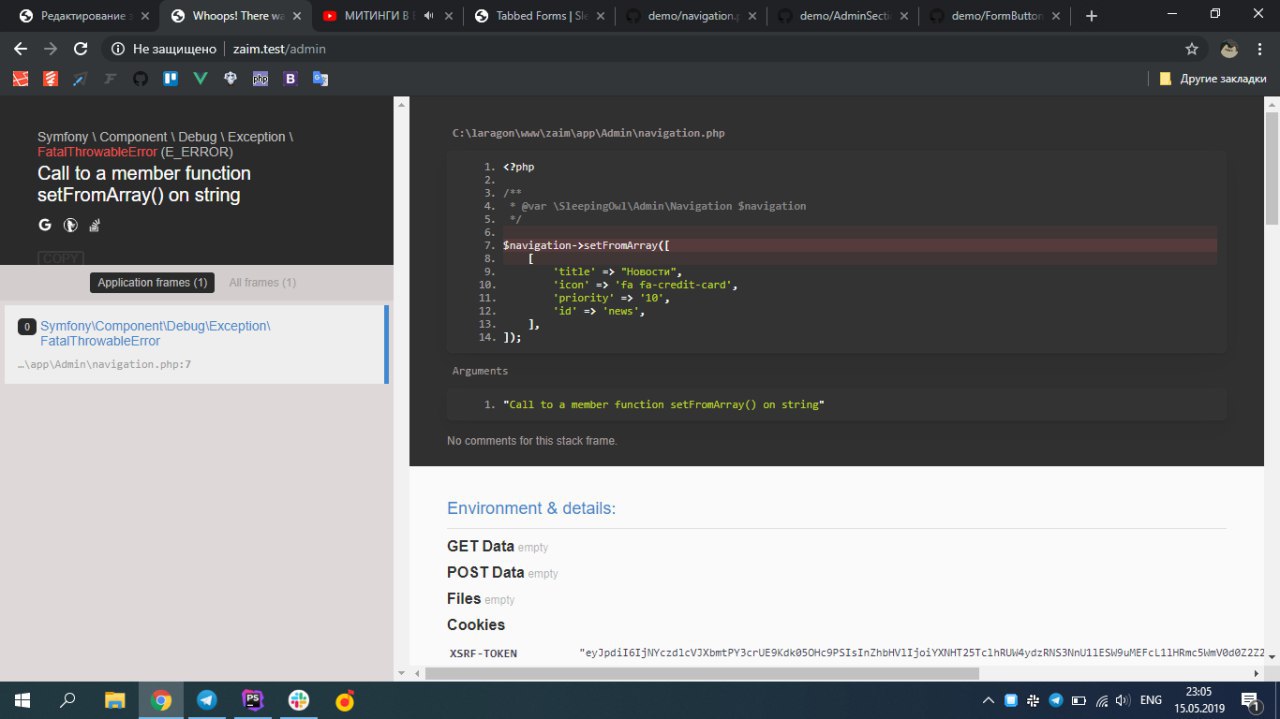 Редактирование з
Whoops! There wa
МИТИНГИ В Е
Tabbed Forms | Sle
demo/navigation.p
demo/AdminSecti
demo/FormButton
Не защищено | zaim.test/admin
Другие закладки
Symfony \ Component \ Debug \ Exception \
FatalThrowableError (E_ERROR)
Call to a member function
setFromArray() on string
COPY
Application frames (1)
All frames (1)
0 Symfony\Component\Debug\Exception\
FatalThrowableError
…\app\Admin\navigation.php:7
C:\laragon\www\zaim\app\Admin\navigation.php
1. <?php
2.
3. /**
4. * @var \SleepingOwl\Admin\Navigation $navigation
5. */
6.
7. $navigation->setFromArray([
8. [
9. 'title' => "Новости",
10. 'icon' => 'fa fa-credit-card',
11. 'priority' => '10',
12. 'id' => 'news',
13. ],
14. ]);
Arguments
1. "Call to a member function setFromArray() on string"
No comments for this stack frame.
Environment & details:
GET Data empty
POST Data empty
Files empty
Cookies
XSRF-TOKEN
ENG
23:05
15.05.2019
1